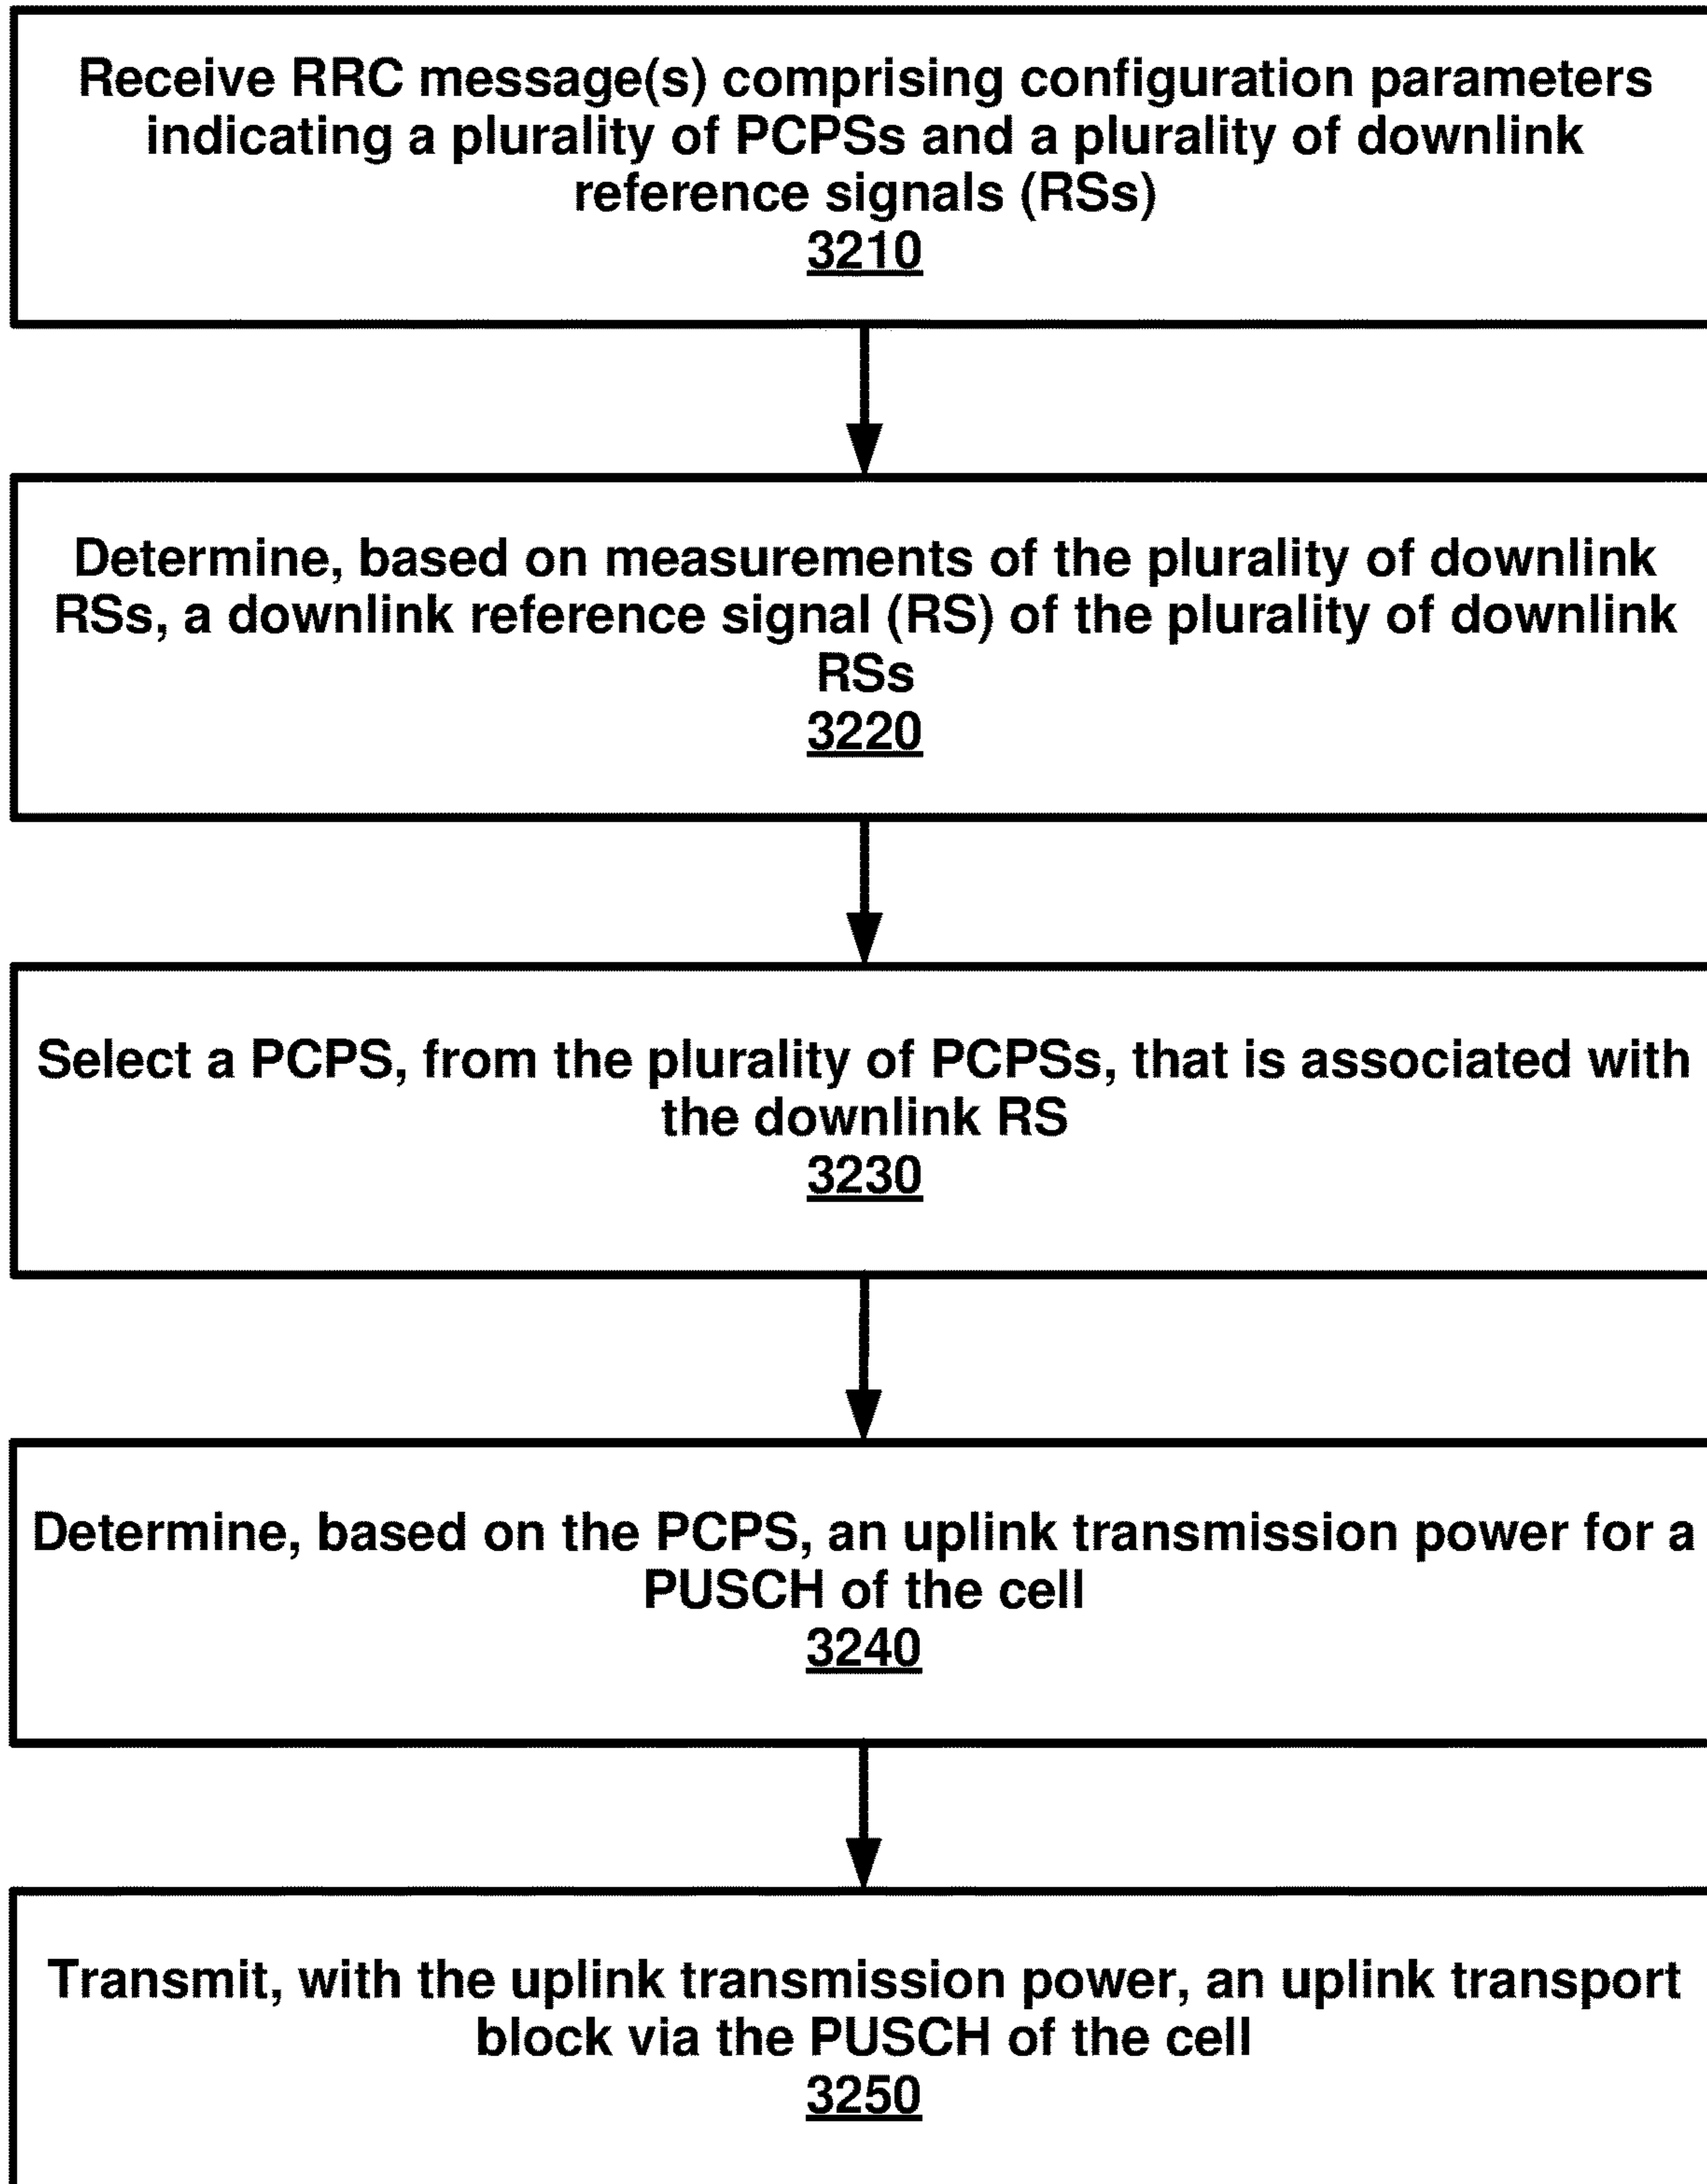 Receive RRC message(s) comprising configuration parameters
indicating a plurality of PCPSs and a plurality of downlink
reference signals (RSs)
3210
Determine, based on measurements of the plurality of downlink
RSs, a downlink reference signal (RS) of the plurality of downlink
RSs
3220
Select a PCPS, from the plurality of PCPSs, that is associated with
the downlink RS
3230
Determine, based on the PCPS, an uplink transmission power for a
PUSCH of the cell
3240
Transmit, with the uplink transmission power, an uplink transport
block via the PUSCH of the cell
3250